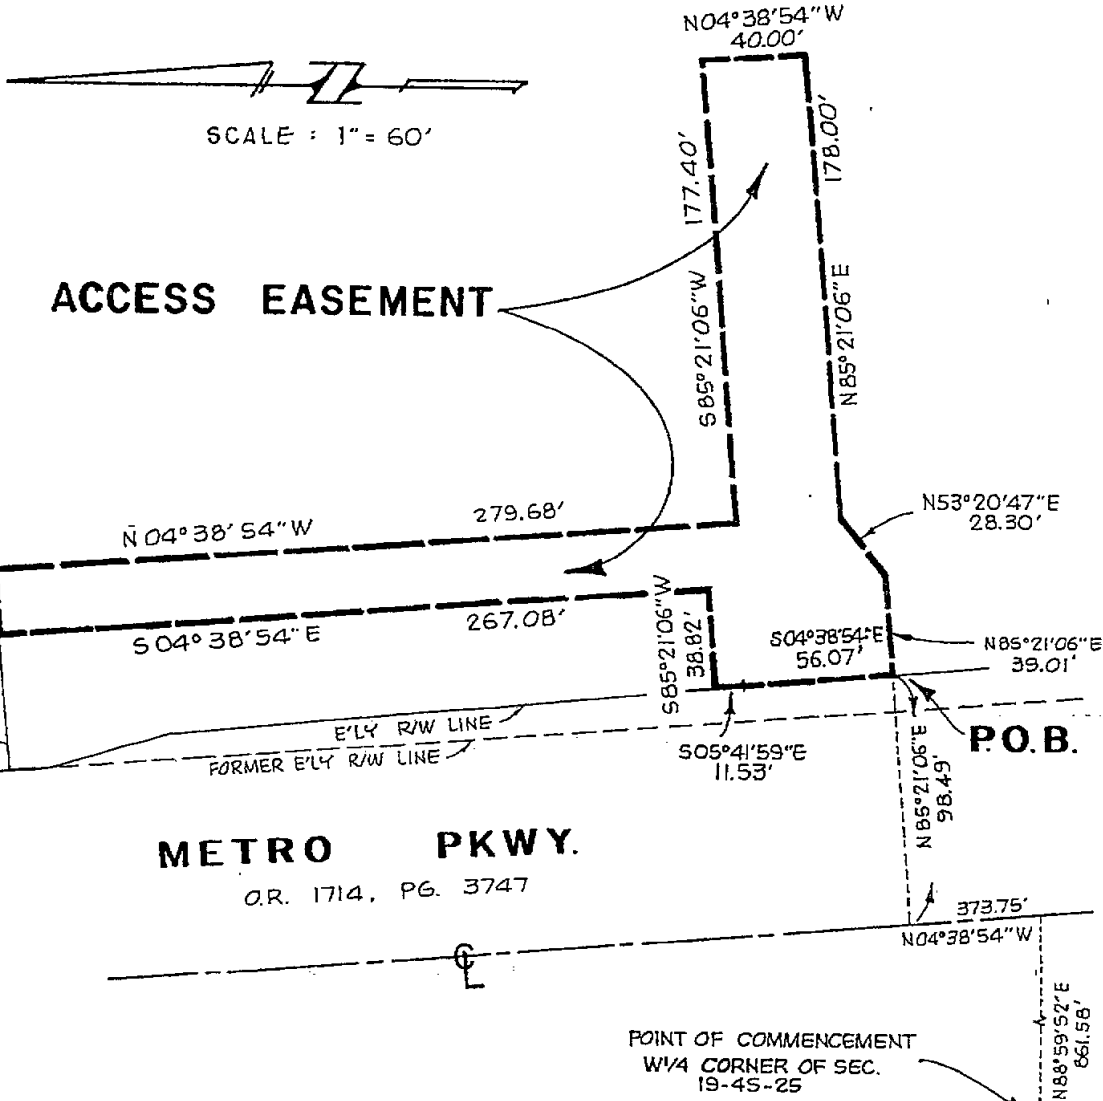 N04°38'54"W
40.00'
SCALE : 1" = 60'
177.40'
178.00'
S85°21'06"W
N85°21'06"E
ACCESS EASEMENT
N53°20'47"E
28.30'
N 04°38'54"W
279.68'
S04°38'54"E
267.08'
S85°21'06"W
38.82'
S04°38'54"E
56.07'
N85°21'06"E
39.01'
E'LY R/W LINE
FORMER E'LY R/W LINE
S05°41'59"E
11.53'
P.O.B.
N85°21'06"E
98.49'
METRO PKWY.
O.R. 1714, PG. 3747
373.75'
N04°38'54"W
CL
N88°59'52"E
861.58'
POINT OF COMMENCEMENT
W1/4 CORNER OF SEC.
19-45-25